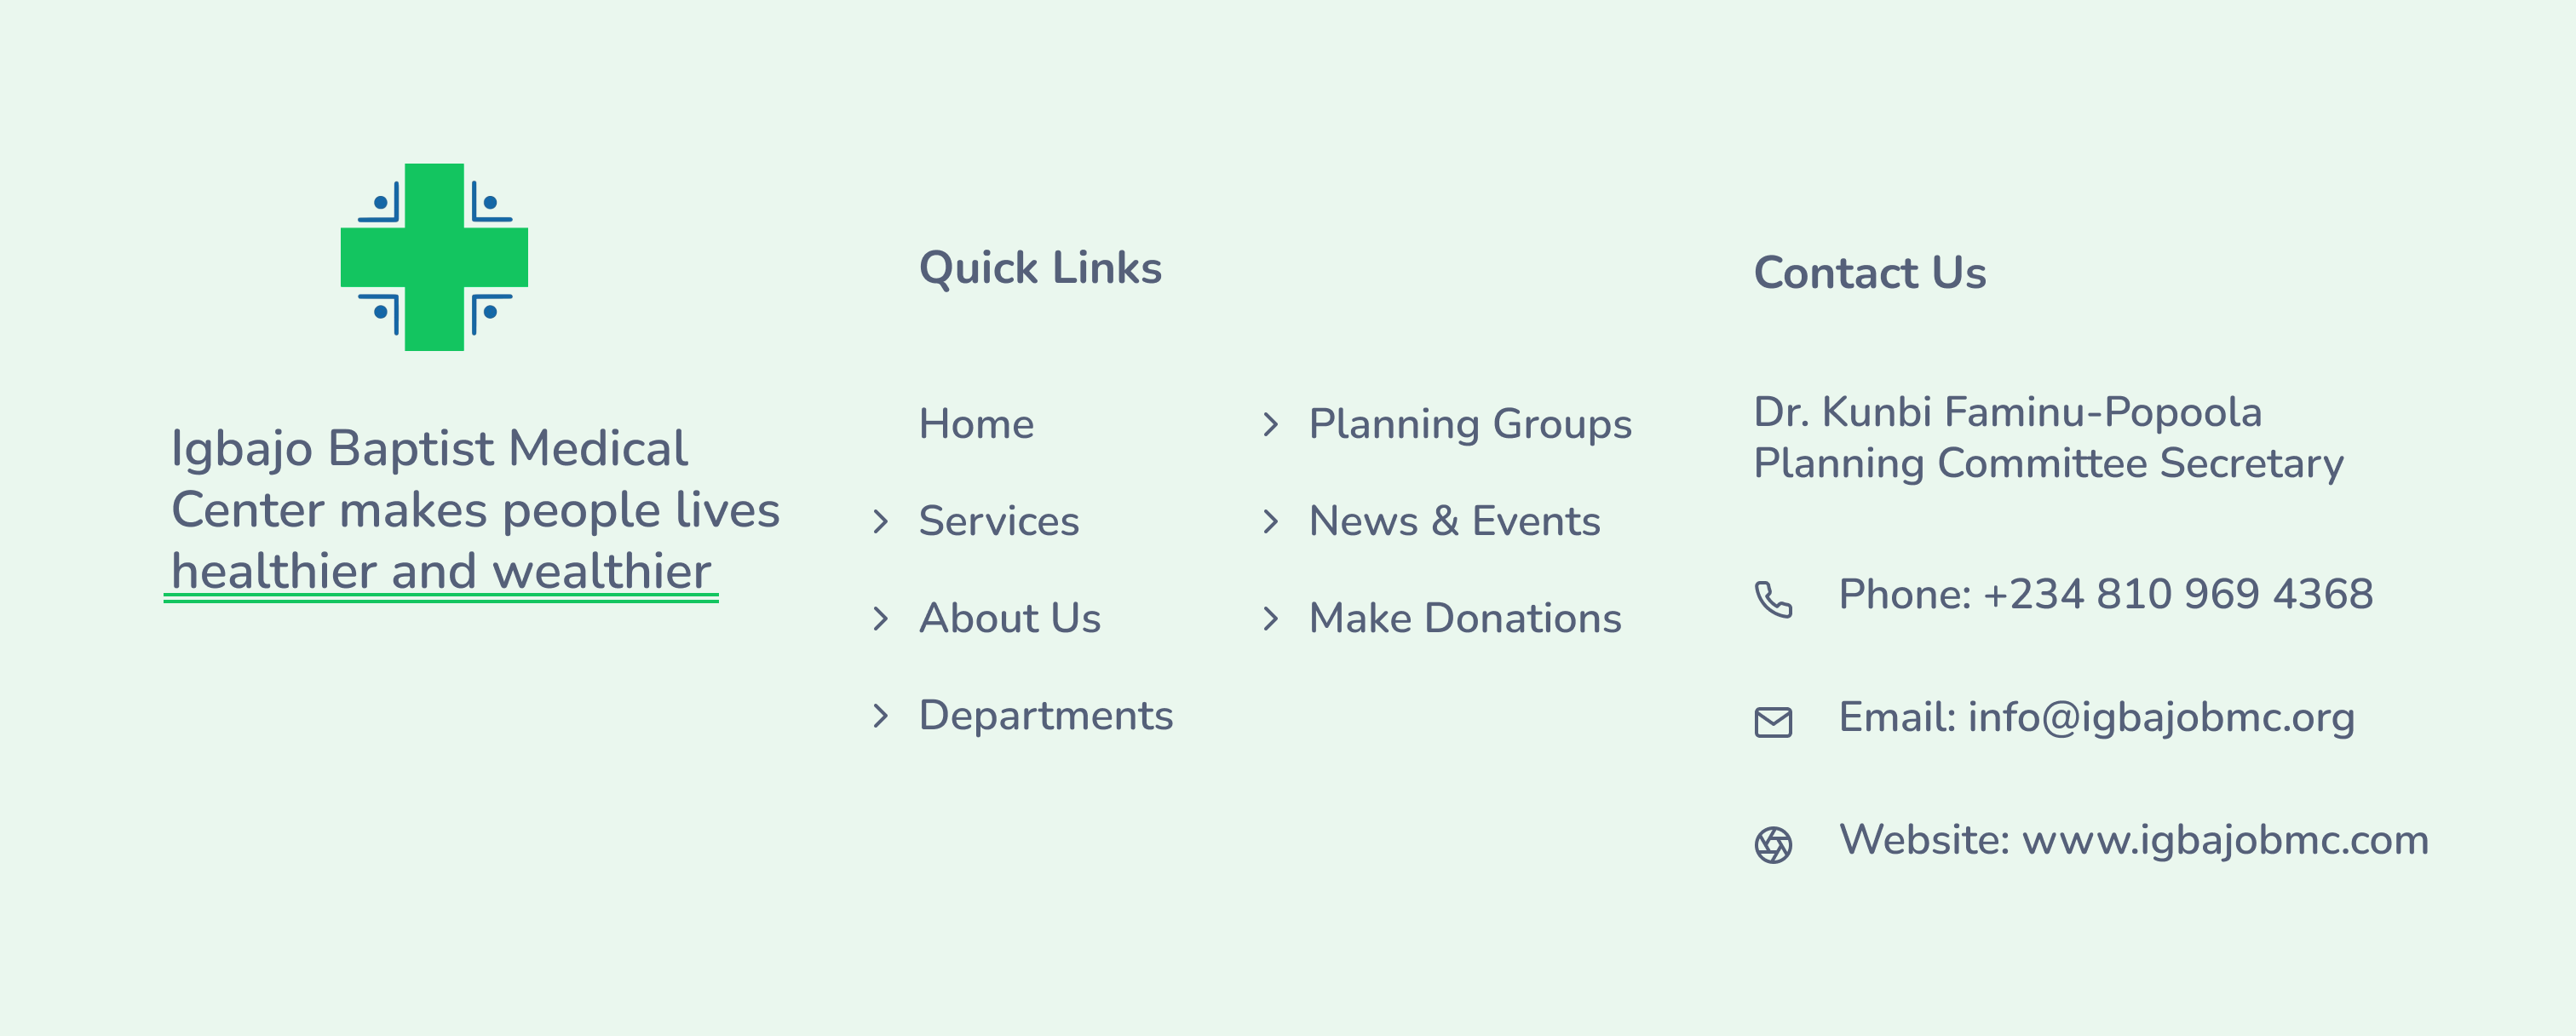 Igbajo Baptist Medical
Center makes people lives
healthier and wealthier
Quick Links
Home
Services
About Us
Departments
Planning Groups
News & Events
Make Donations
Contact Us
Dr. Kunbi Faminu-Popoola
Planning Committee Secretary
Phone: +234 810 969 4368
Email: info@igbajobmc.org
Website: www.igbajobmc.com